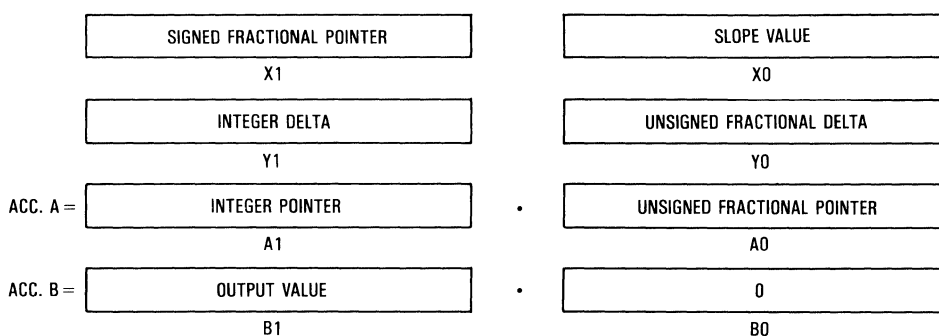 SIGNED FRACTIONAL POINTER SLOPE VALUE
X1 X0
INTEGER DELTA UNSIGNED FRACTIONAL DELTA
Y1 Y0
ACC. A = INTEGER POINTER • UNSIGNED FRACTIONAL POINTER
A1 A0
ACC. B = OUTPUT VALUE • 0
B1 B0